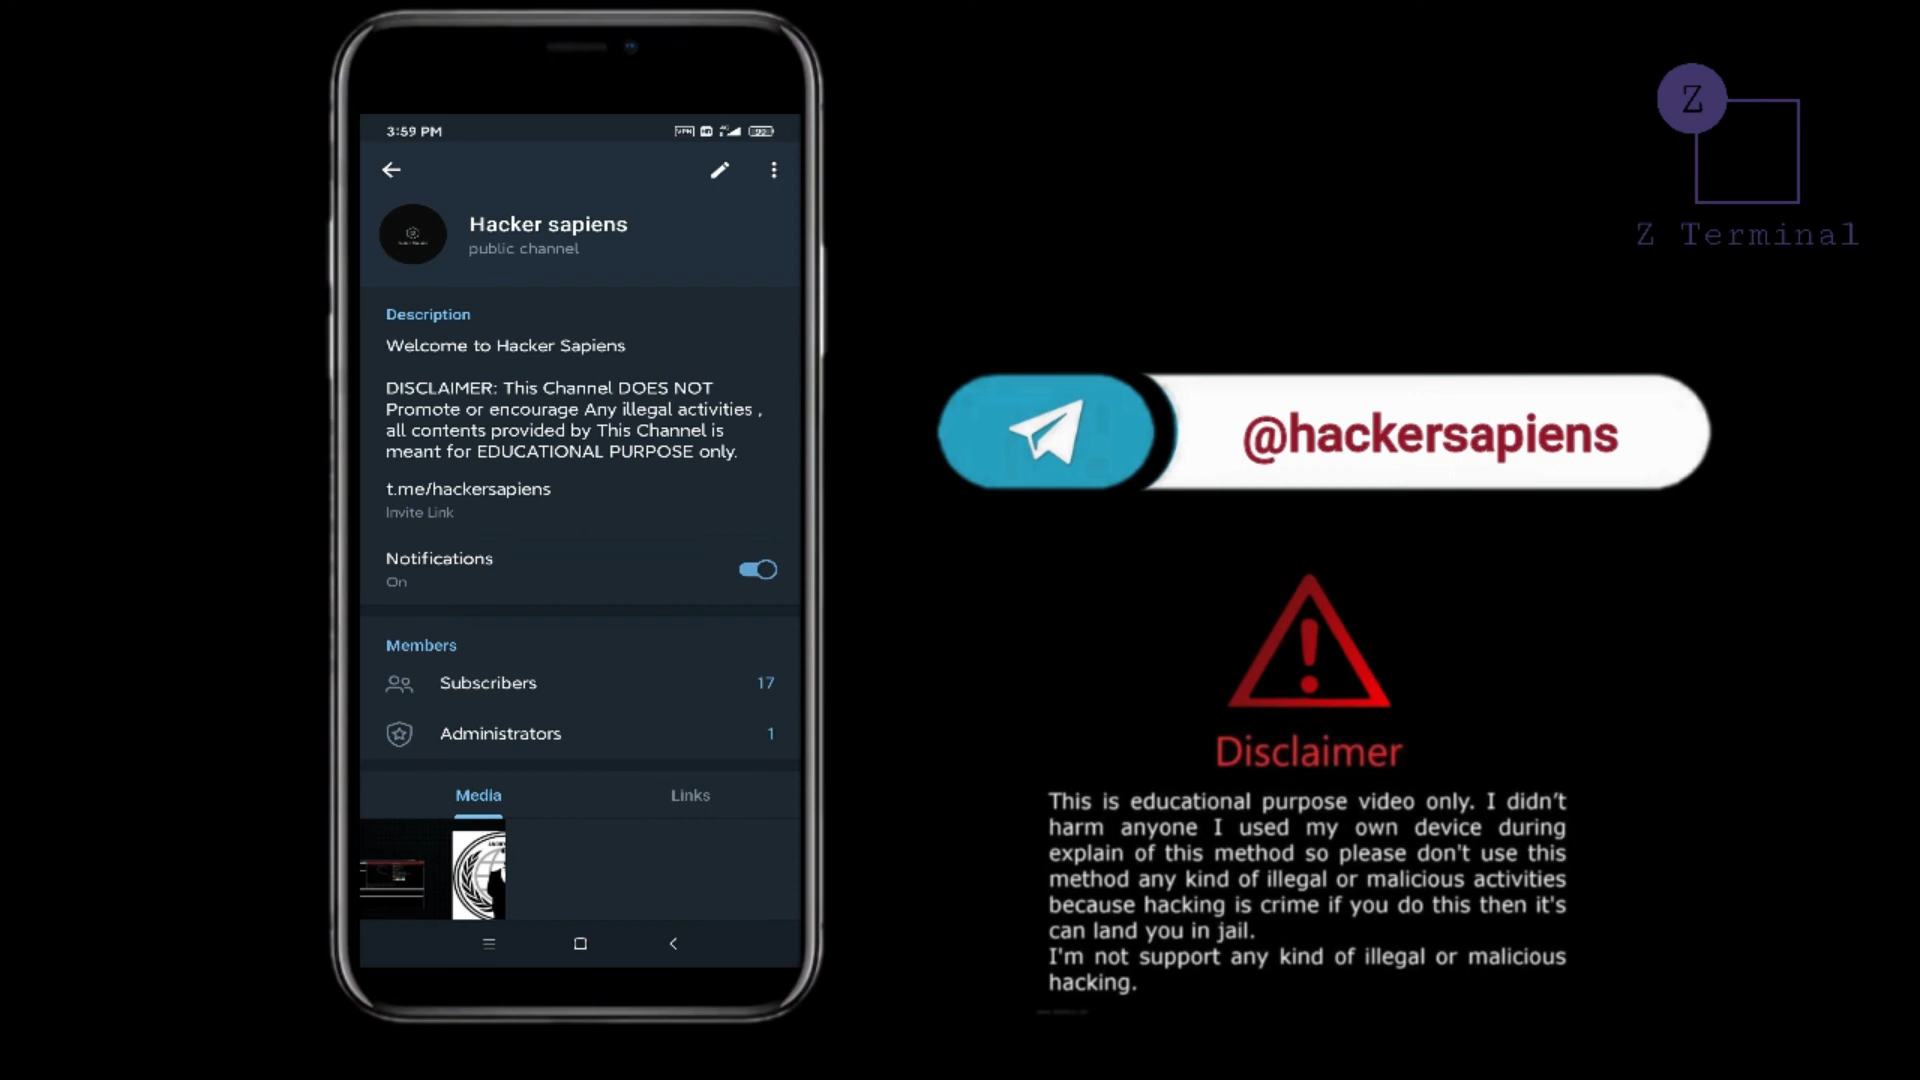 3:59 PM
VPN
Hacker sapiens
public channel
Description
Welcome to Hacker Sapiens
DISCLAIMER: This Channel DOES NOT
Promote or encourage Any illegal activities ,
all contents provided by This Channel is
meant for EDUCATIONAL PURPOSE only.
t.me/hackersapiens
Invite Link
Notifications
On
Members
Subscribers 17
Administrators 1
Media Links
Z
Z Terminal
@hackersapiens
Disclaimer
This is educational purpose video only. I didn't
harm anyone I used my own device during
explain of this method so please don't use this
method any kind of illegal or malicious activities
because hacking is crime if you do this then it's
can land you in jail.
I'm not support any kind of illegal or malicious
hacking.